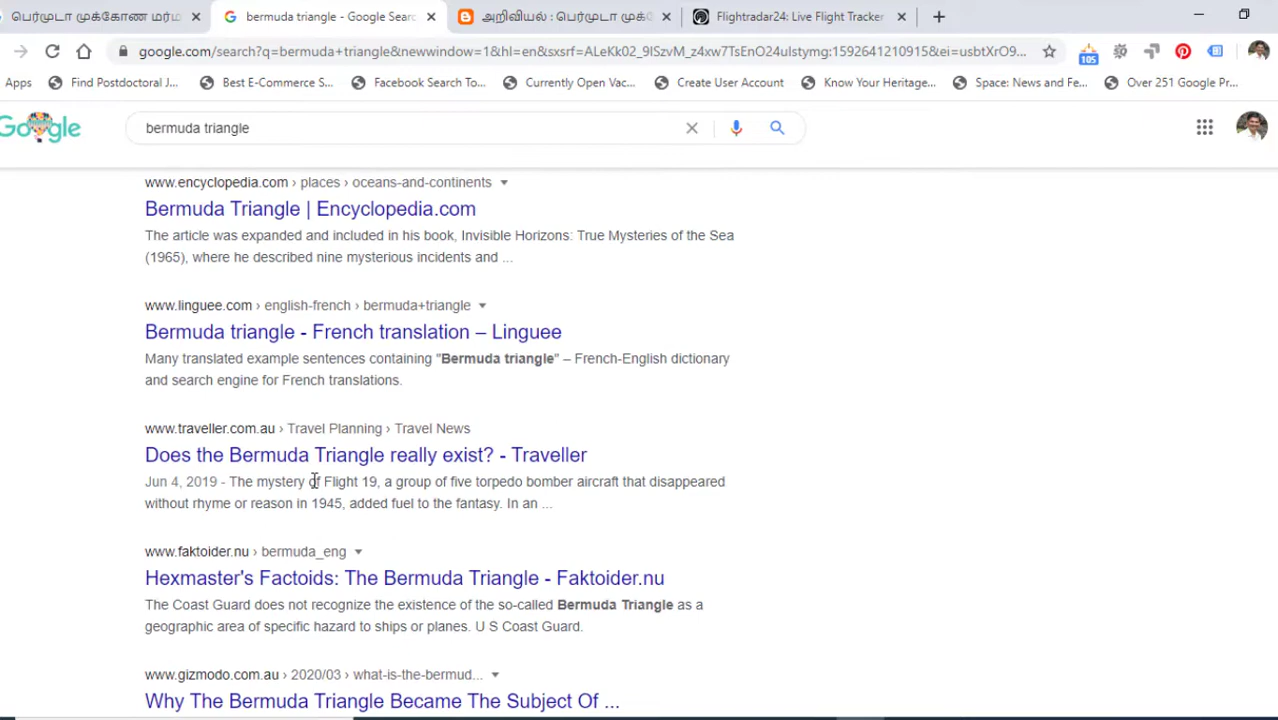 பெர்முடா முக்கோண மர்ம
bermuda triangle - Google Searc
அறிவியல் : பெர்முடா முக்
Flightradar24: Live Flight Tracker
google.com/search?q=bermuda+triangle&newwindow=1&hl=en&sxsrf=ALeKk02_9ISzvM_z4xw7TsEnO24ulstymg:1592641210915&ei=usbtXrO9...
105
Apps
Find Postdoctoral J...
Best E-Commerce S...
Facebook Search To...
Currently Open Vac...
Create User Account
Know Your Heritage...
Space: News and Fe...
Over 251 Google Pr...
Google
bermuda triangle
www.encyclopedia.com › places › oceans-and-continents
Bermuda Triangle | Encyclopedia.com
The article was expanded and included in his book, Invisible Horizons: True Mysteries of the Sea
(1965), where he described nine mysterious incidents and ...
www.linguee.com › english-french › bermuda+triangle
Bermuda triangle - French translation – Linguee
Many translated example sentences containing "Bermuda triangle" – French-English dictionary
and search engine for French translations.
www.traveller.com.au › Travel Planning › Travel News
Does the Bermuda Triangle really exist? - Traveller
Jun 4, 2019 - The mystery of Flight 19, a group of five torpedo bomber aircraft that disappeared
without rhyme or reason in 1945, added fuel to the fantasy. In an ...
www.faktoider.nu › bermuda_eng
Hexmaster's Factoids: The Bermuda Triangle - Faktoider.nu
The Coast Guard does not recognize the existence of the so-called Bermuda Triangle as a
geographic area of specific hazard to ships or planes. U S Coast Guard.
www.gizmodo.com.au › 2020/03 › what-is-the-bermud...
Why The Bermuda Triangle Became The Subject Of ...